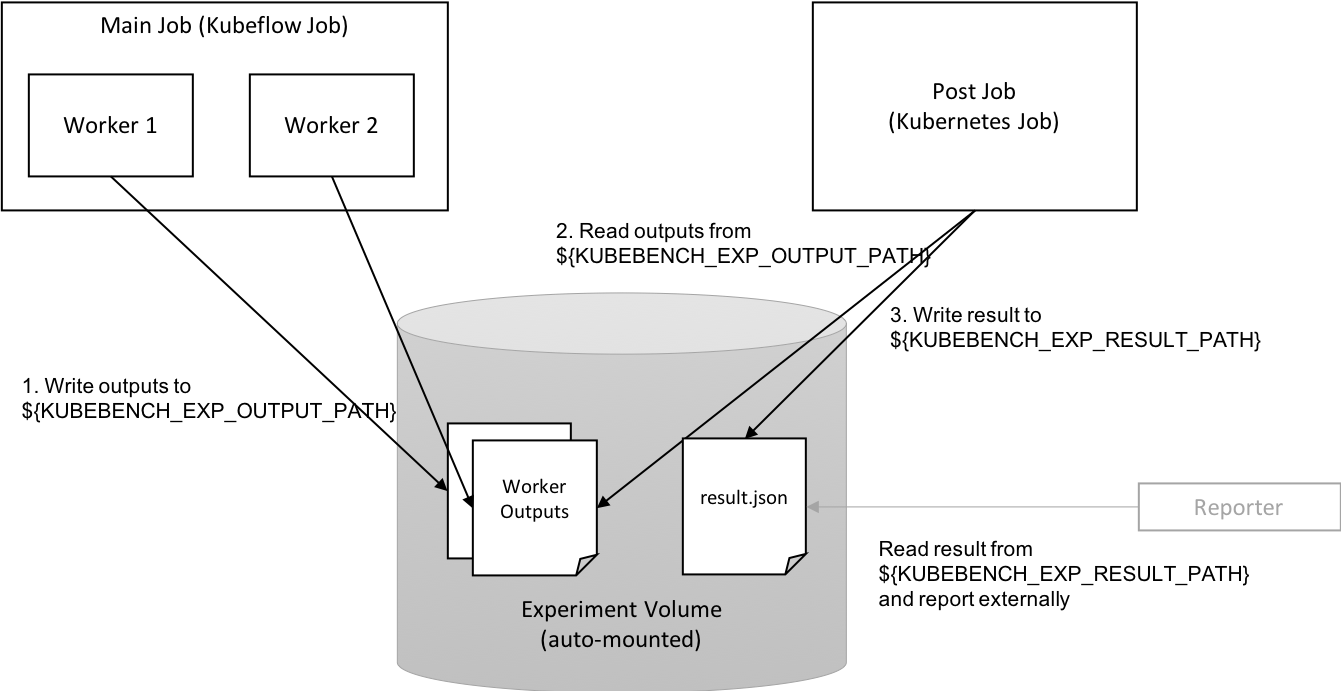 Main Job (Kubeflow Job)
Worker 1
Worker 2
Post Job
(Kubernetes Job)
2. Read outputs from
${KUBEBENCH_EXP_OUTPUT_PATH}
3. Write result to
${KUBEBENCH_EXP_RESULT_PATH}
1. Write outputs to
${KUBEBENCH_EXP_OUTPUT_PATH}
Worker
Outputs
result.json
Reporter
Read result from
${KUBEBENCH_EXP_RESULT_PATH}
and report externally
Experiment Volume
(auto-mounted)